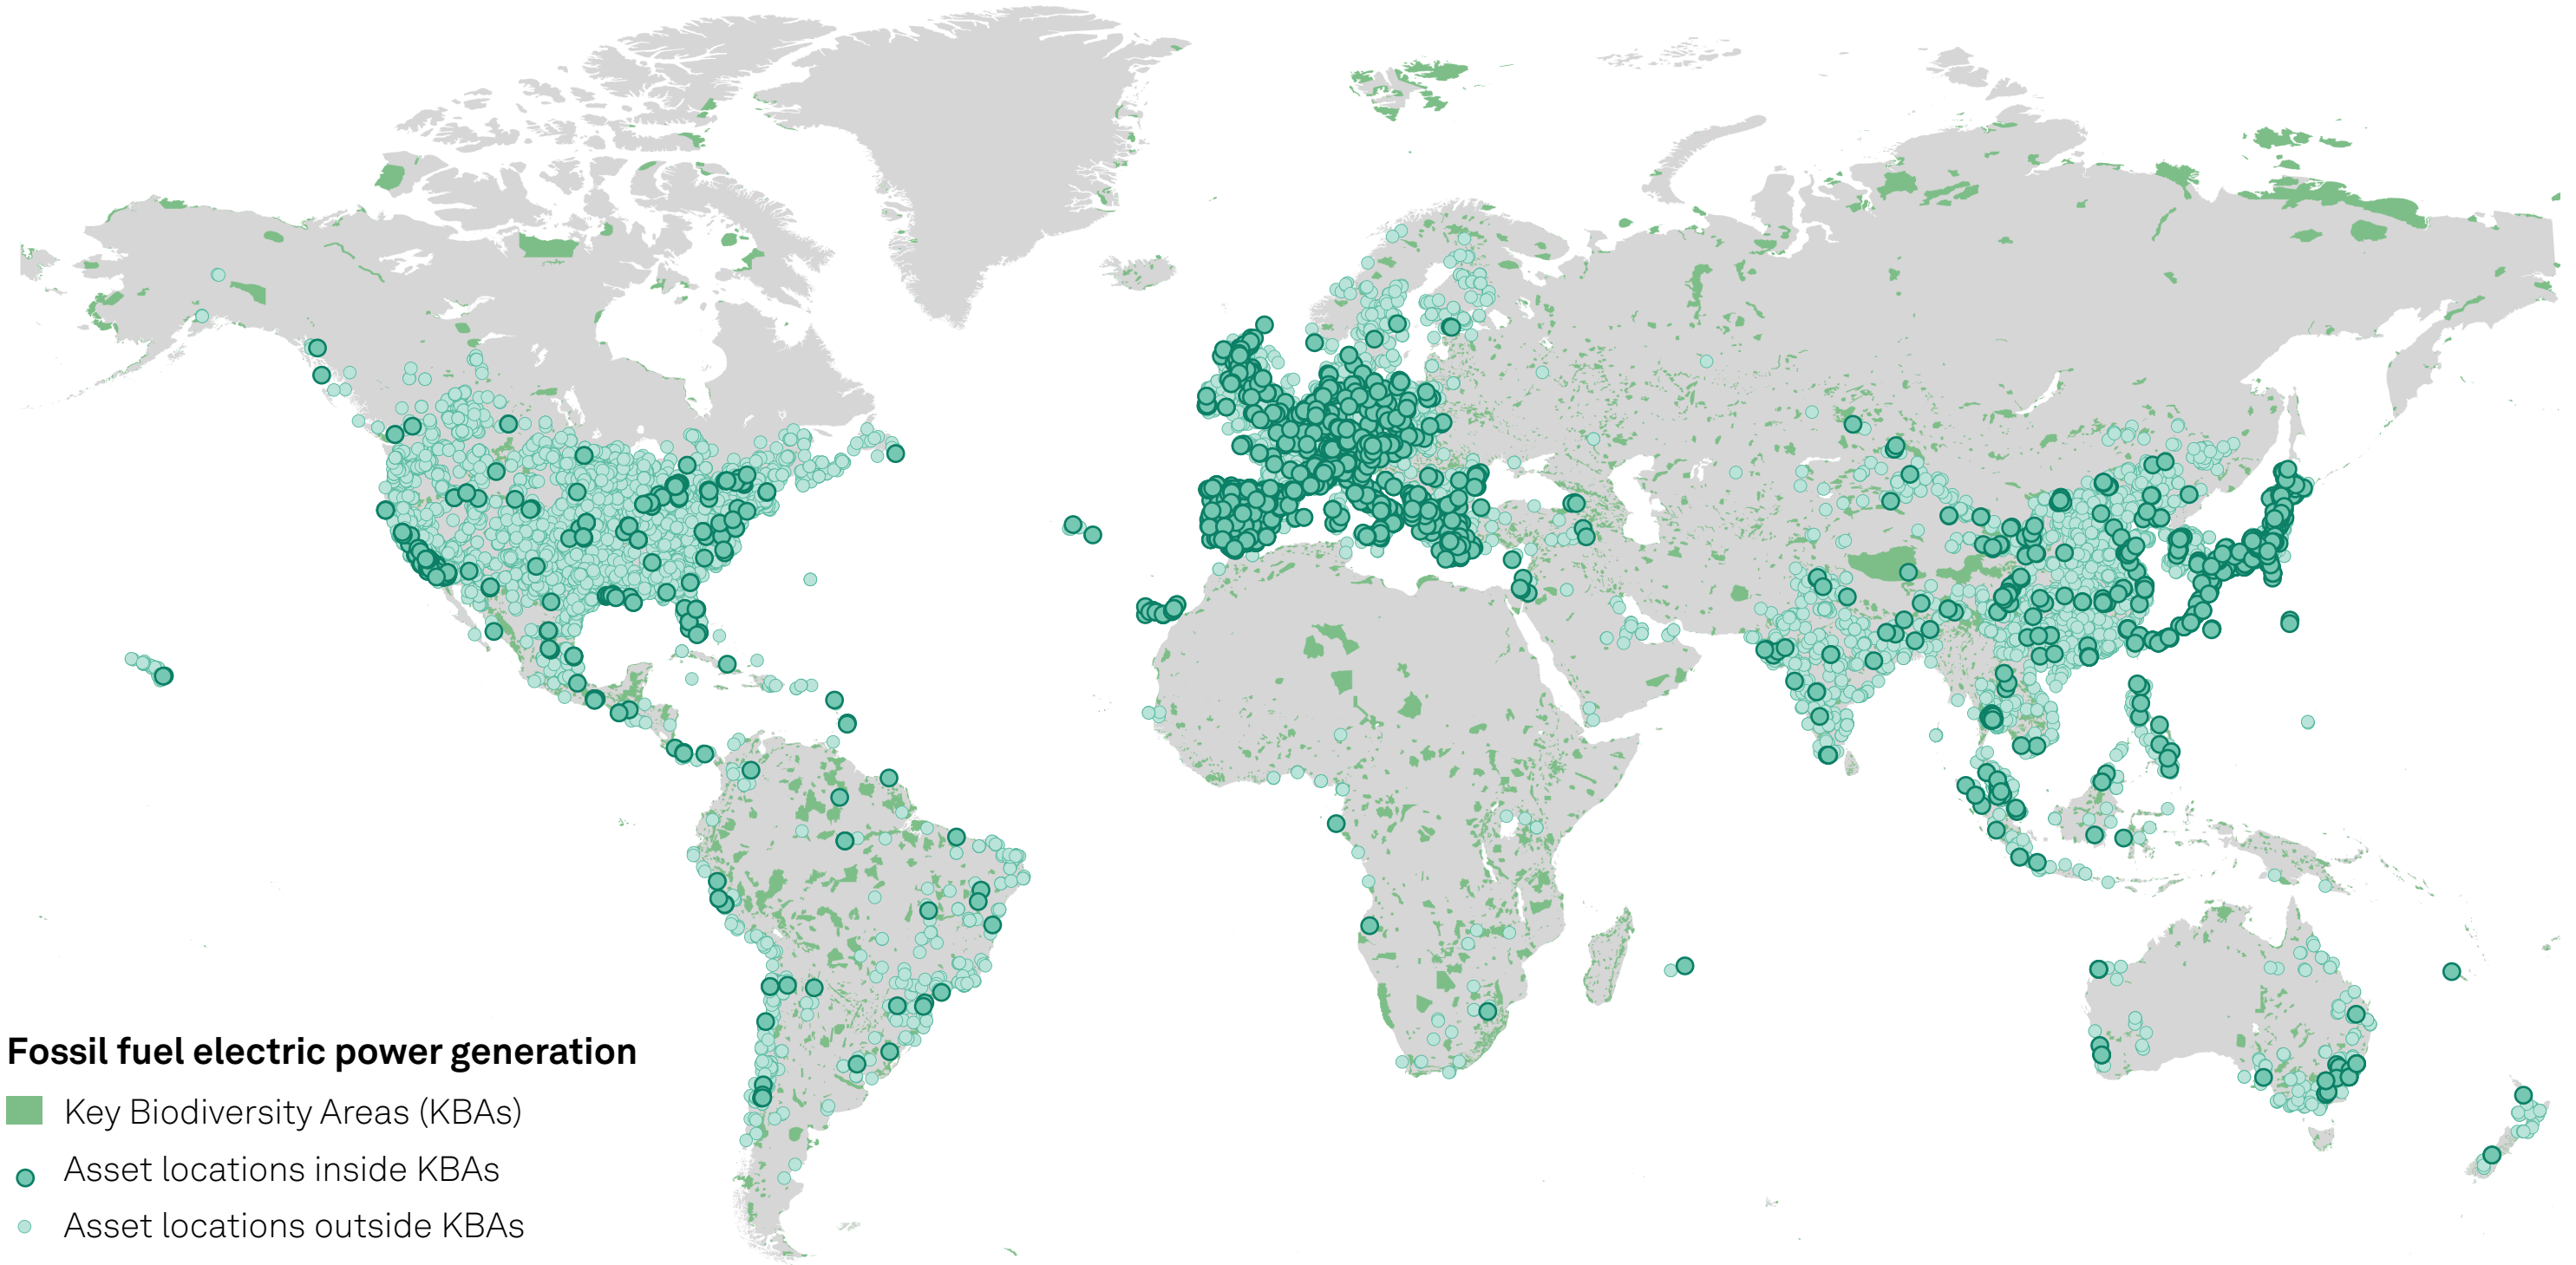 Fossil fuel electric power generation
Key Biodiversity Areas (KBAs)
Asset locations inside KBAs
Asset locations outside KBAs